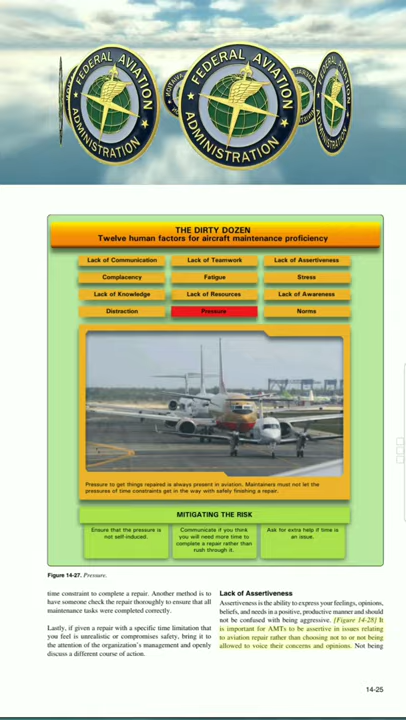 FEDERAL AVIATION
ADMINISTRATION
FEDERAL AVIATION
ADMINISTRATION
FEDERAL AVIATION
ADMINISTRATION
THE DIRTY DOZEN
Twelve human factors for aircraft maintenance proficiency
Lack of Communication
Lack of Teamwork
Lack of Assertiveness
Complacency
Fatigue
Stress
Lack of Knowledge
Lack of Resources
Lack of Awareness
Distraction
Pressure
Norms
Pressure to get things repaired is always present in aviation. Maintainers must not let the
pressures of time constraints get in the way with safely finishing a repair.
MITIGATING THE RISK
Ensure that the pressure is
not self-induced.
Communicate if you think
you will need more time to
complete a repair rather than
rush through it.
Ask for extra help if time is
an issue.
Figure 14-27. Pressure.
time constraint to complete a repair. Another method is to
have someone check the repair thoroughly to ensure that all
maintenance tasks were completed correctly.
Lastly, if given a repair with a specific time limitation that
you feel is unrealistic or compromises safety, bring it to
the attention of the organization's management and openly
discuss a different course of action.
Lack of Assertiveness
Assertiveness is the ability to express your feelings, opinions,
beliefs, and needs in a positive, productive manner and should
not be confused with being aggressive. [Figure 14-28] It
is important for AMTs to be assertive in issues relating
to aviation repair rather than choosing not to or not being
allowed to voice their concerns and opinions. Not being
14-25